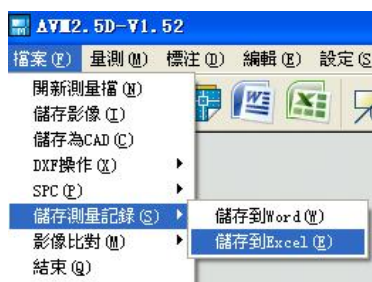 AVM2.5D-V1.52
檔案(F) 量測(M) 標注(D) 編輯(E) 設定(S
開新測量檔(N)
儲存影像(I)
儲存為CAD(C)
DXF操作(X)
SPC(P)
儲存測量記錄(S)
儲存到Word(W)
影像比對(M)
儲存到Excel(E)
結束(Q)